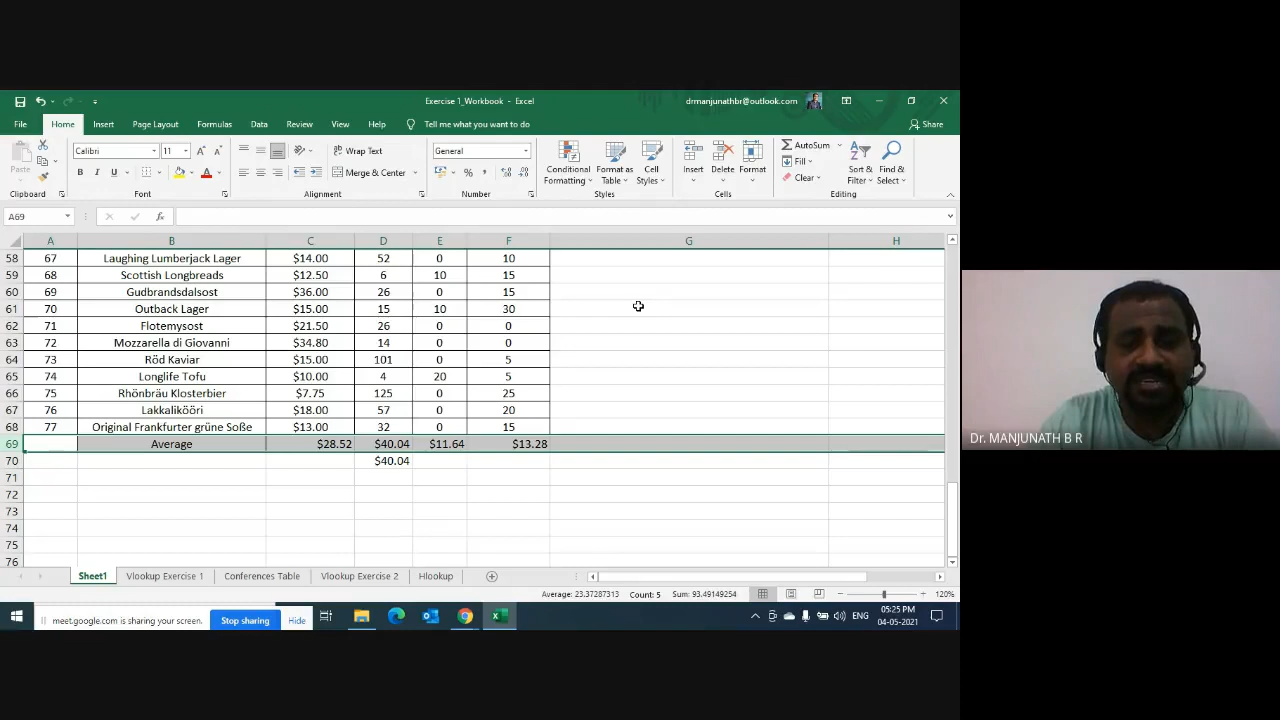 Exercise 1_Workbook - Excel
drmanjunathbr@outlook.com
File Home Insert Page Layout Formulas Data Review View Help Tell me what you want to do Share
Paste Calibri 11 Wrap Text General Conditional Formatting Format as Table Cell Styles Insert Delete Format AutoSum Fill Clear Sort & Filter Find & Select
B I U Merge & Center
Clipboard Font Alignment Number Styles Cells Editing
A69 fx
A B C D E F G H
58 67 Laughing Lumberjack Lager $14.00 52 0 10
59 68 Scottish Longbreads $12.50 6 10 15
60 69 Gudbrandsdalsost $36.00 26 0 15
61 70 Outback Lager $15.00 15 10 30
62 71 Flotemysost $21.50 26 0 0
63 72 Mozzarella di Giovanni $34.80 14 0 0
64 73 Röd Kaviar $15.00 101 0 5
65 74 Longlife Tofu $10.00 4 20 5
66 75 Rhönbräu Klosterbier $7.75 125 0 25
67 76 Lakkalikööri $18.00 57 0 20
68 77 Original Frankfurter grüne Soße $13.00 32 0 15
69 Average $28.52 $40.04 $11.64 $13.28
70 $40.04
71
72
73
74
75
76
Sheet1 Vlookup Exercise 1 Conferences Table Vlookup Exercise 2 Hlookup
Average: 23.37287313 Count: 5 Sum: 93.49149254 120%
meet.google.com is sharing your screen. Stop sharing Hide
ENG 05:25 PM
04-05-2021
Dr. MANJUNATH B R